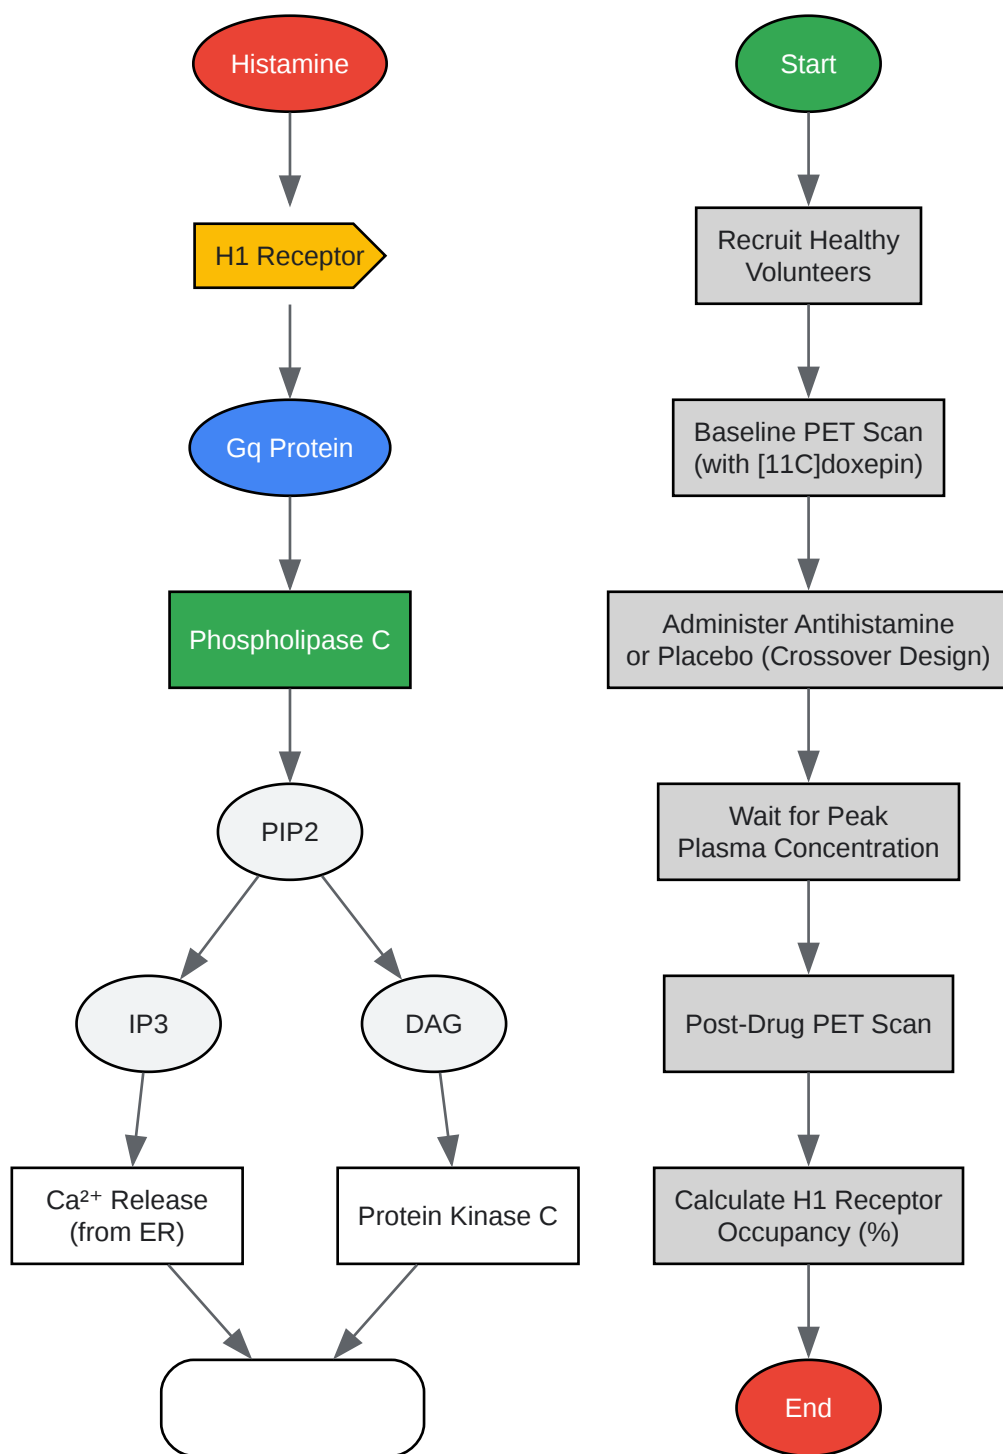 Histamine
H1 Receptor
Gq Protein
Phospholipase C
PIP2
IP3
DAG
Ca²⁺ Release
(from ER)
Protein Kinase C
Start
Recruit Healthy
Volunteers
Baseline PET Scan
(with [11C]doxepin)
Administer Antihistamine
or Placebo (Crossover Design)
Wait for Peak
Plasma Concentration
Post-Drug PET Scan
Calculate H1 Receptor
Occupancy (%)
End